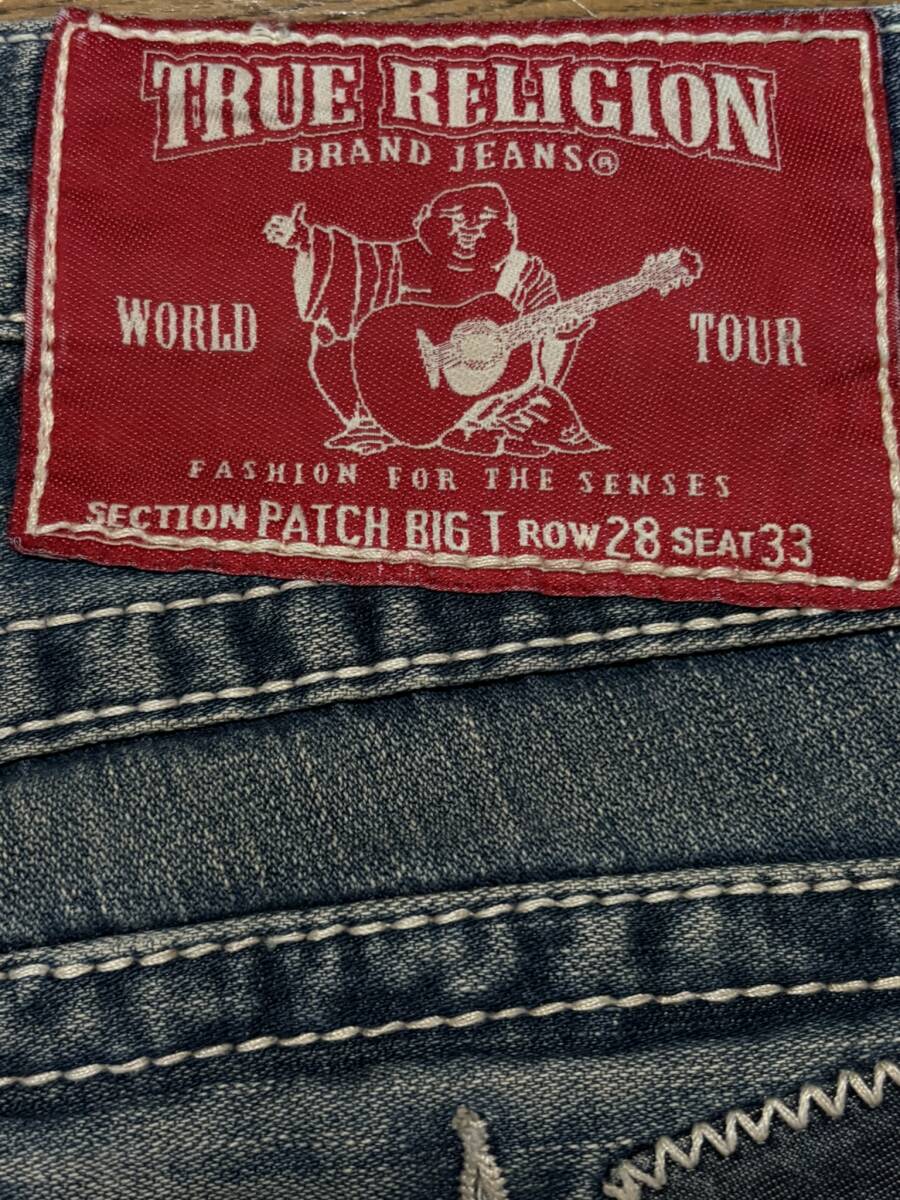 TRUE RELIGION
BRAND JEANS®
WORLD TOUR
FASHION FOR THE SENSES
SECTION PATCH BIG T ROW 28 SEAT 33